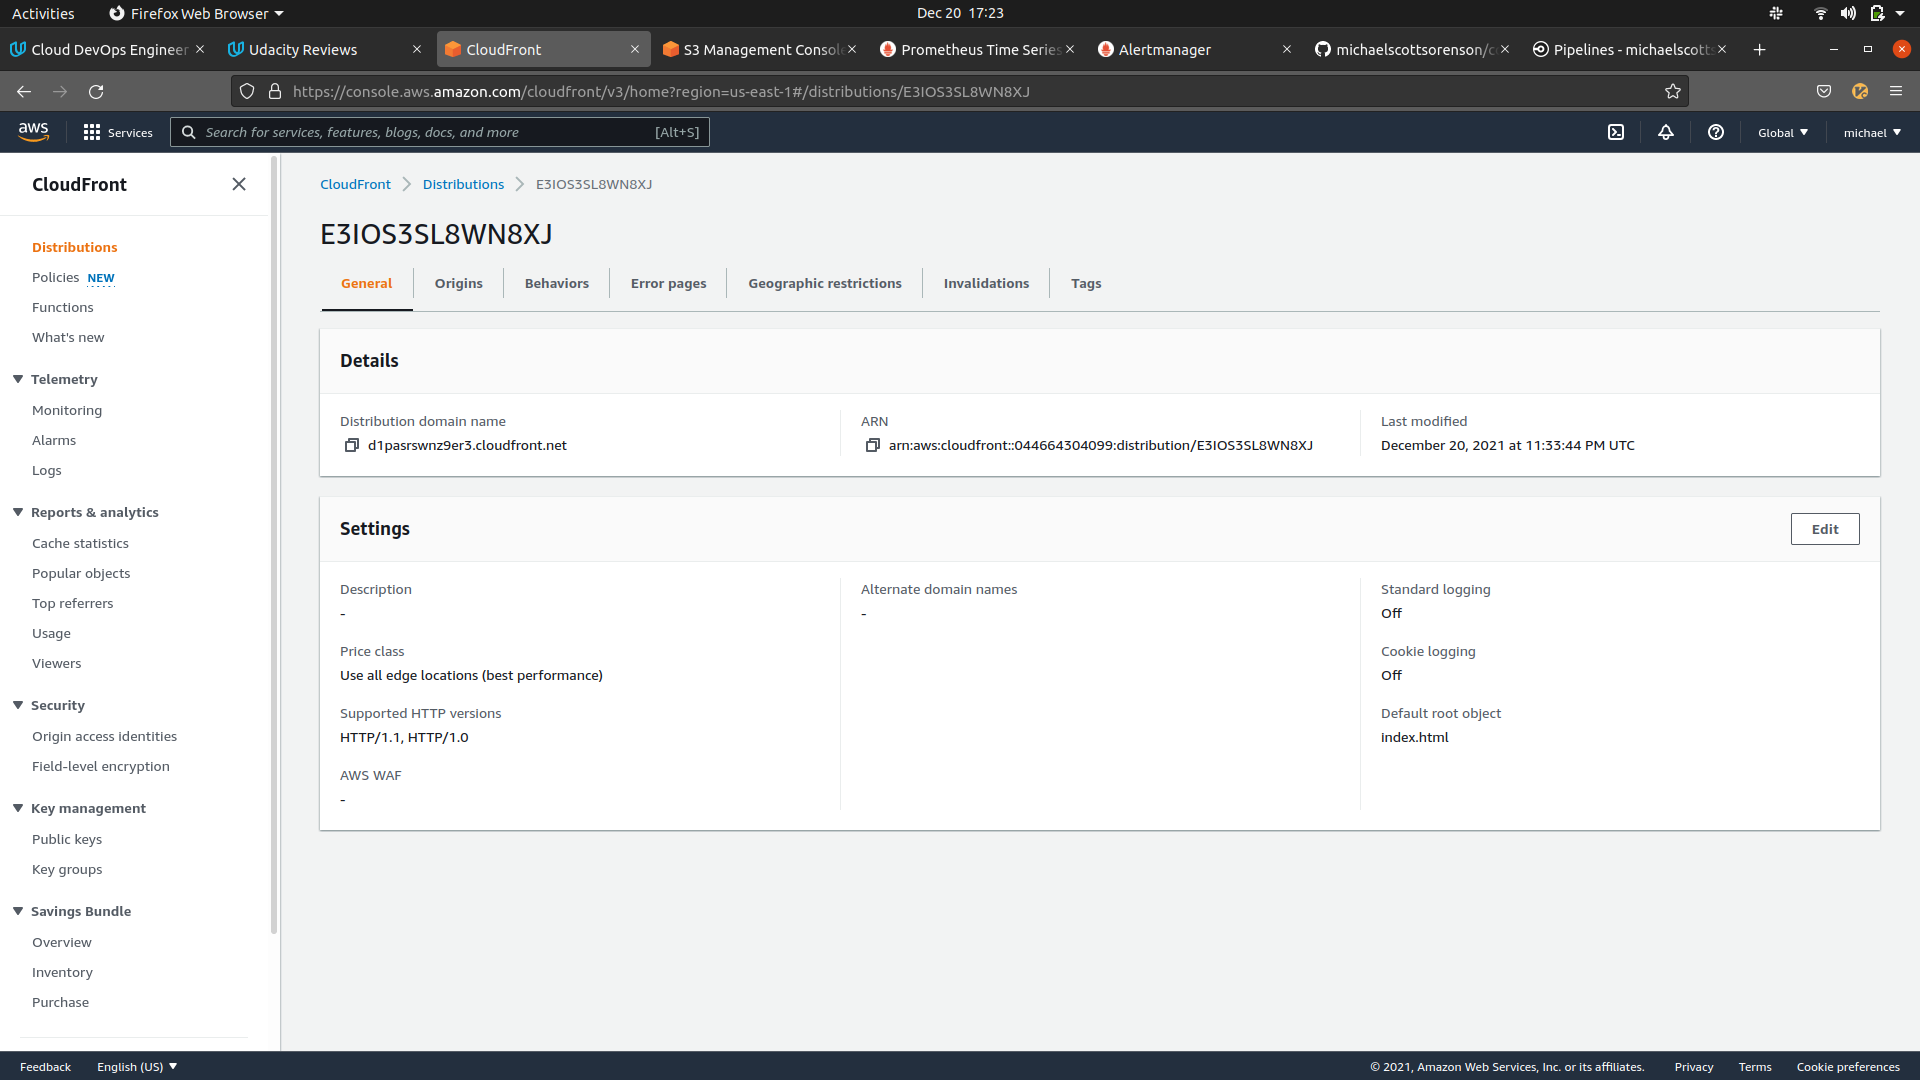 Activities Firefox Web Browser Dec 20 17:23
Cloud DevOps Engineer Udacity Reviews CloudFront S3 Management Consol Prometheus Time Series Alertmanager michaelscottsorenson/c Pipelines - michaelscotts
https://console.aws.amazon.com/cloudfront/v3/home?region=us-east-1#/distributions/E3IOS3SL8WN8XJ
aws Services Search for services, features, blogs, docs, and more [Alt+S] Global michael
CloudFront
Distributions
Policies NEW
Functions
What's new
Telemetry
Monitoring
Alarms
Logs
Reports & analytics
Cache statistics
Popular objects
Top referrers
Usage
Viewers
Security
Origin access identities
Field-level encryption
Key management
Public keys
Key groups
Savings Bundle
Overview
Inventory
Purchase
CloudFront Distributions E3IOS3SL8WN8XJ
E3IOS3SL8WN8XJ
General Origins Behaviors Error pages Geographic restrictions Invalidations Tags
Details
Distribution domain name
d1pasrswnz9er3.cloudfront.net
ARN
arn:aws:cloudfront::044664304099:distribution/E3IOS3SL8WN8XJ
Last modified
December 20, 2021 at 11:33:44 PM UTC
Settings
Edit
Description
-
Price class
Use all edge locations (best performance)
Supported HTTP versions
HTTP/1.1, HTTP/1.0
AWS WAF
-
Alternate domain names
-
Standard logging
Off
Cookie logging
Off
Default root object
index.html
Feedback English (US) © 2021, Amazon Web Services, Inc. or its affiliates. Privacy Terms Cookie preferences